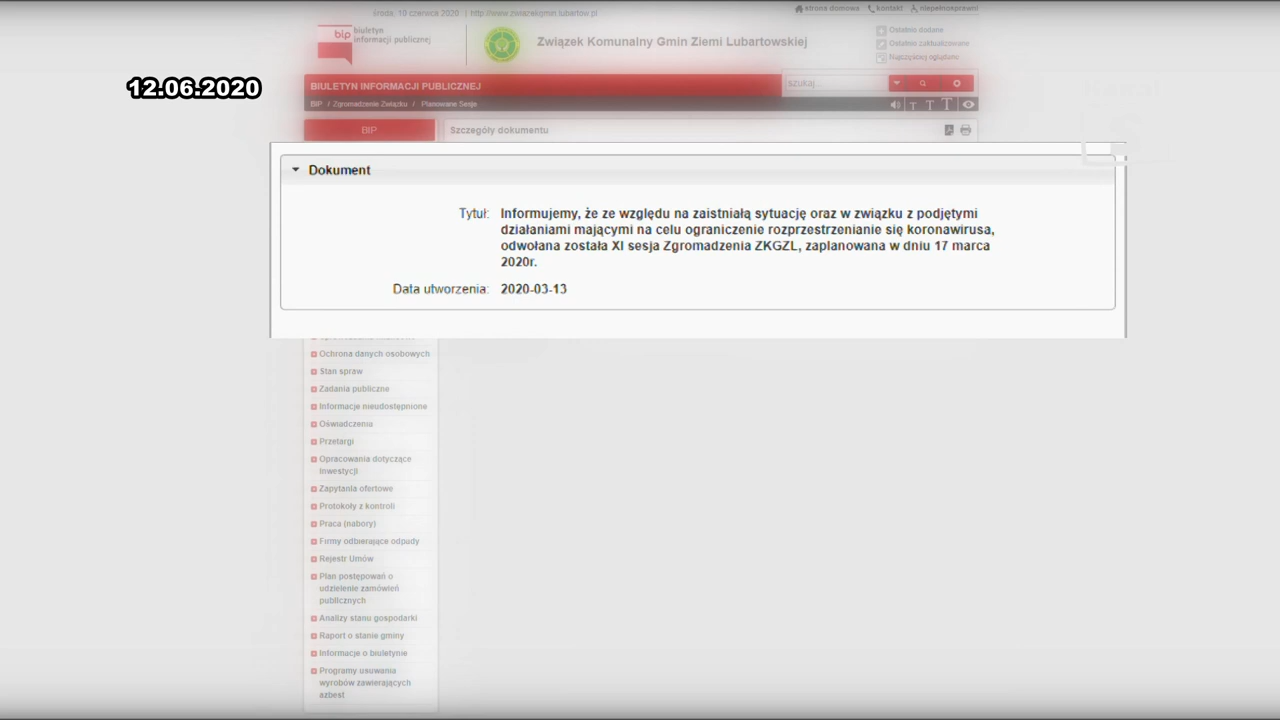 środa, 10 czerwca 2020 | http://www.zwiazekgmin.lubartow.pl
strona domowa kontakt niepełnosprawni
bip biuletyn
informacji publicznej
Związek Komunalny Gmin Ziemi Lubartowskiej
Ostatnio dodane
Ostatnio zaktualizowane
Najczęściej oglądane
12.06.2020
BIULETYN INFORMACJI PUBLICZNEJ
szukaj...
BIP / Zgromadzenie Związku / Planowane Sesje
T T T
BIP
Szczegóły dokumentu
Dokument
Tytuł: Informujemy, że ze względu na zaistniałą sytuację oraz w związku z podjętymi
działaniami mającymi na celu ograniczenie rozprzestrzenianie się koronawirusa,
odwołana została XI sesja Zgromadzenia ZKGZL, zaplanowana w dniu 17 marca
2020r.
Data utworzenia: 2020-03-13
Ochrona danych osobowych
Stan spraw
Zadania publiczne
Informacje nieudostępnione
Oświadczenia
Przetargi
Opracowania dotyczące
inwestycji
Zapytania ofertowe
Protokoły z kontroli
Praca (nabory)
Firmy odbierające odpady
Rejestr Umów
Plan postępowań o
udzielenie zamówień
publicznych
Analizy stanu gospodarki
Raport o stanie gminy
Informacje o biuletynie
Programy usuwania
wyrobów zawierających
azbest